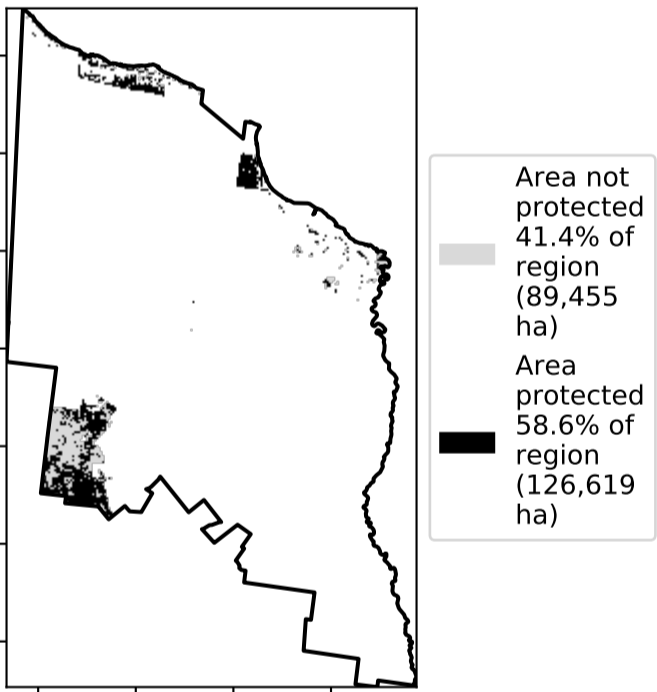 Area not
protected
41.4% of
region
(89,455
ha)
Area
protected
58.6% of
region
(126,619
ha)